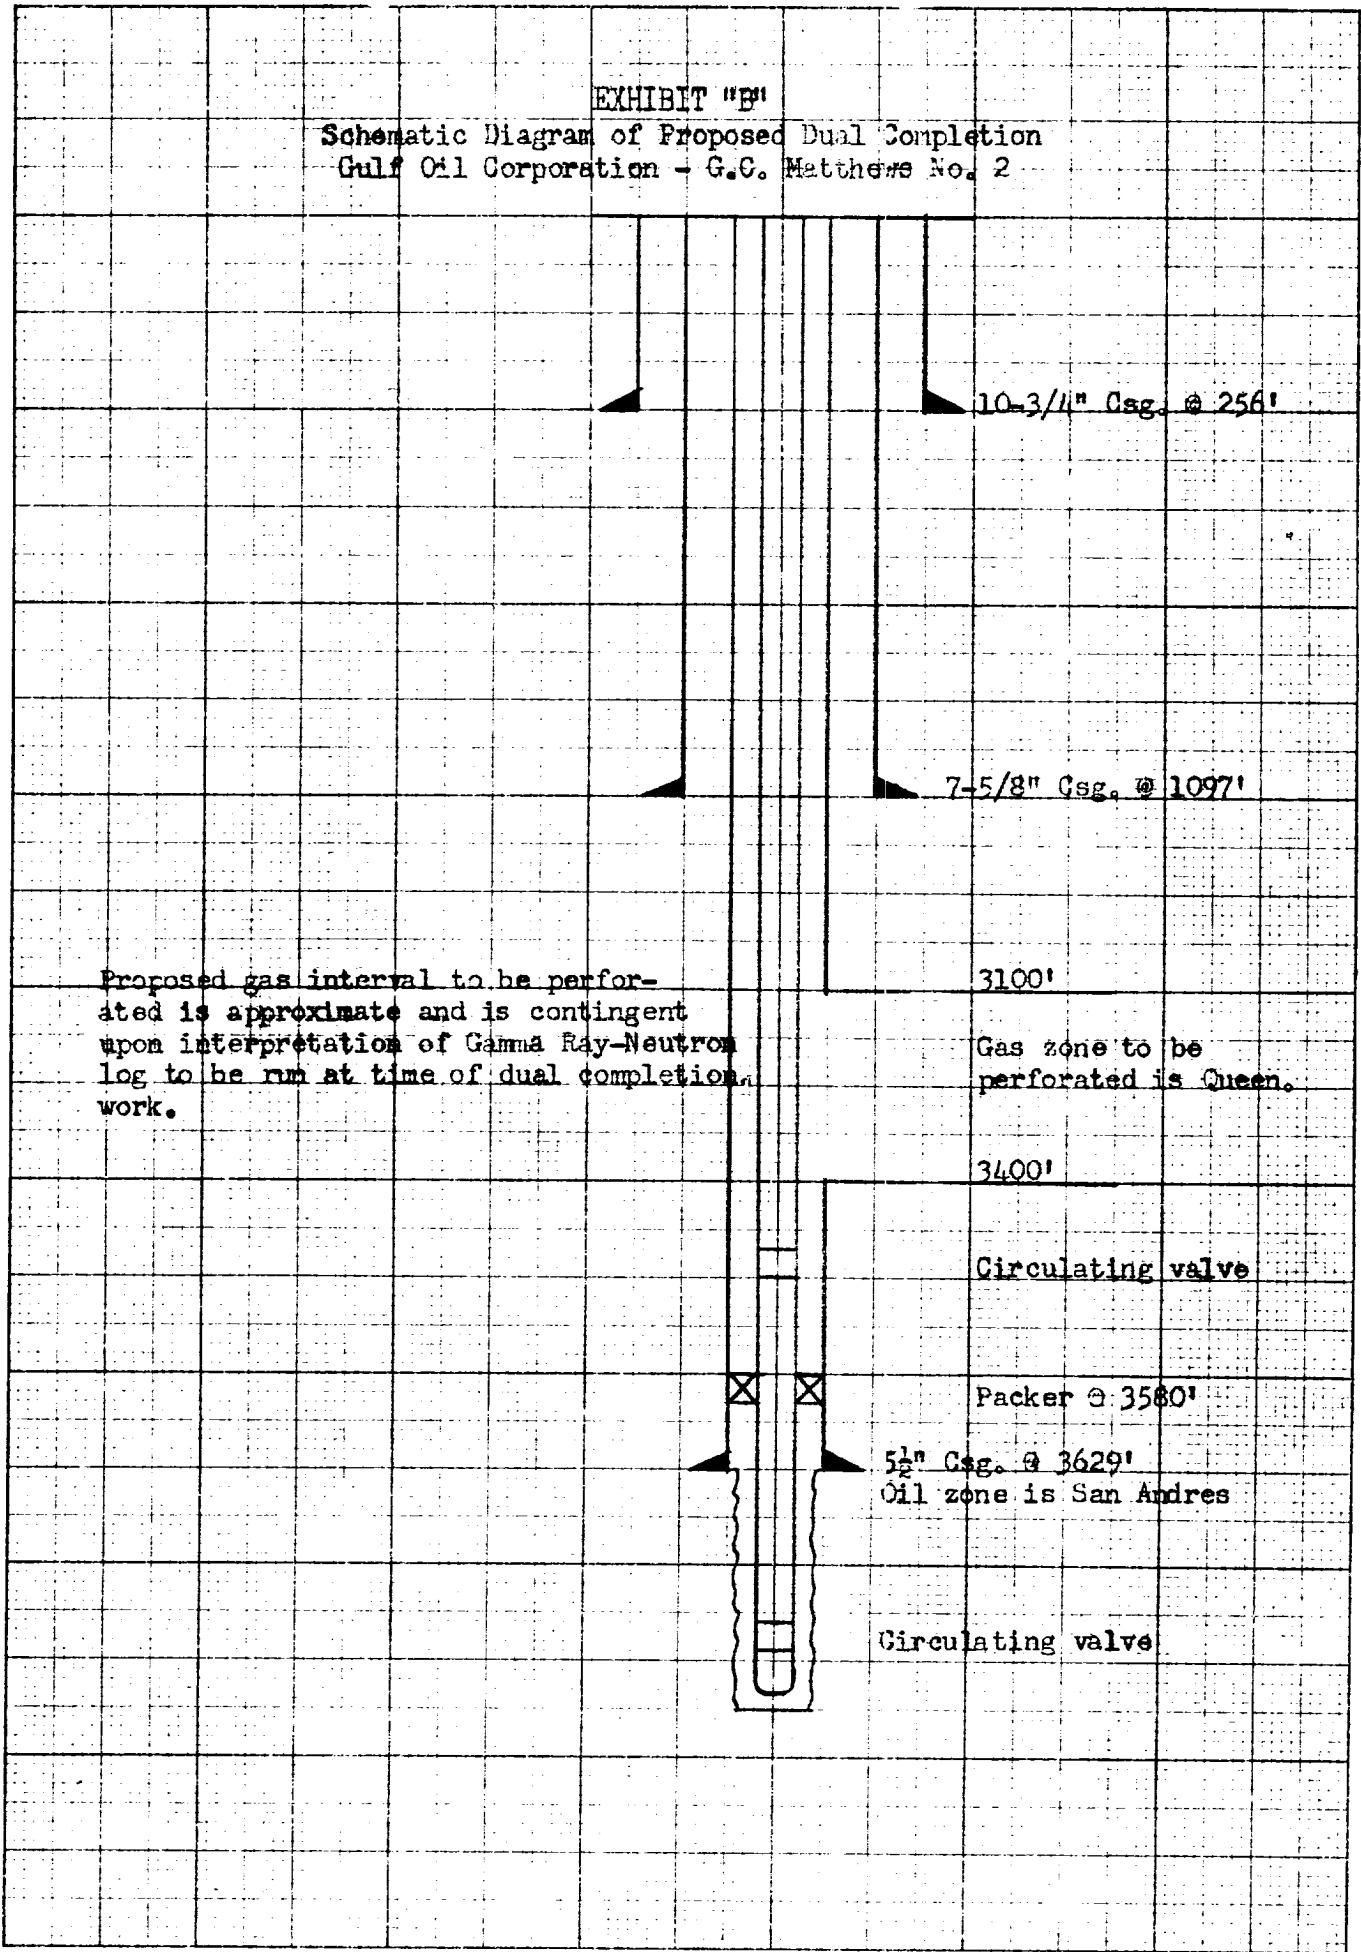 EXHIBIT "B"
Schematic Diagram of Proposed Dual Completion
Gulf Oil Corporation - G.C. Matthews No. 2
10-3/4" Csg. @ 256'
7-5/8" Csg. @ 1097'
Proposed gas interval to be perfor-
ated is approximate and is contingent
upon interpretation of Gamma Ray-Neutron
log to be run at time of dual completion.
work.
3100'
Gas zone to be
perforated is Queen.
3400'
Circulating valve
Packer @ 3580'
5½" Csg. @ 3629'
Oil zone is San Andres
Circulating valve